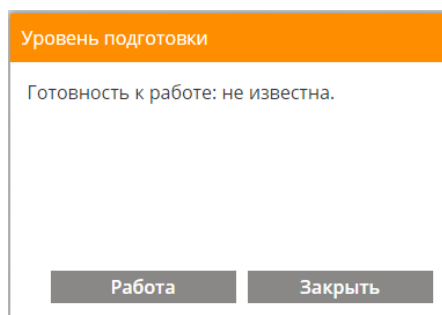 Уровень подготовки
Готовность к работе: не известна.
Работа Закрыть